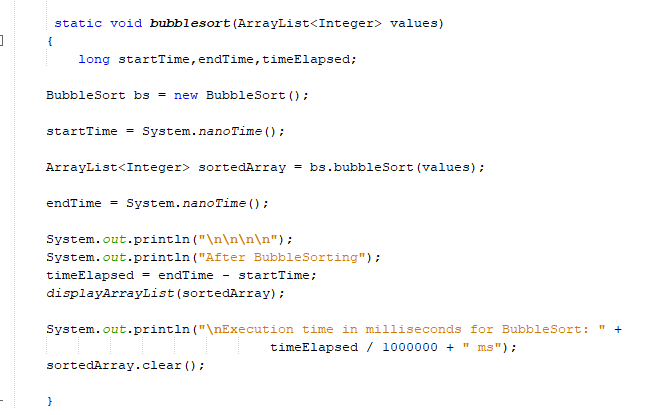 static void bubblesort(ArrayList<Integer> values)
{
long startTime,endTime,timeElapsed;
BubbleSort bs = new BubbleSort();
startTime = System.nanoTime();
ArrayList<Integer> sortedArray = bs.bubbleSort(values);
endTime = System.nanoTime();
System.out.println("\n\n\n\n");
System.out.println("After BubbleSorting");
timeElapsed = endTime - startTime;
displayArrayList(sortedArray);
System.out.println("\nExecution time in milliseconds for BubbleSort: " +
timeElapsed / 1000000 + " ms");
sortedArray.clear();
}